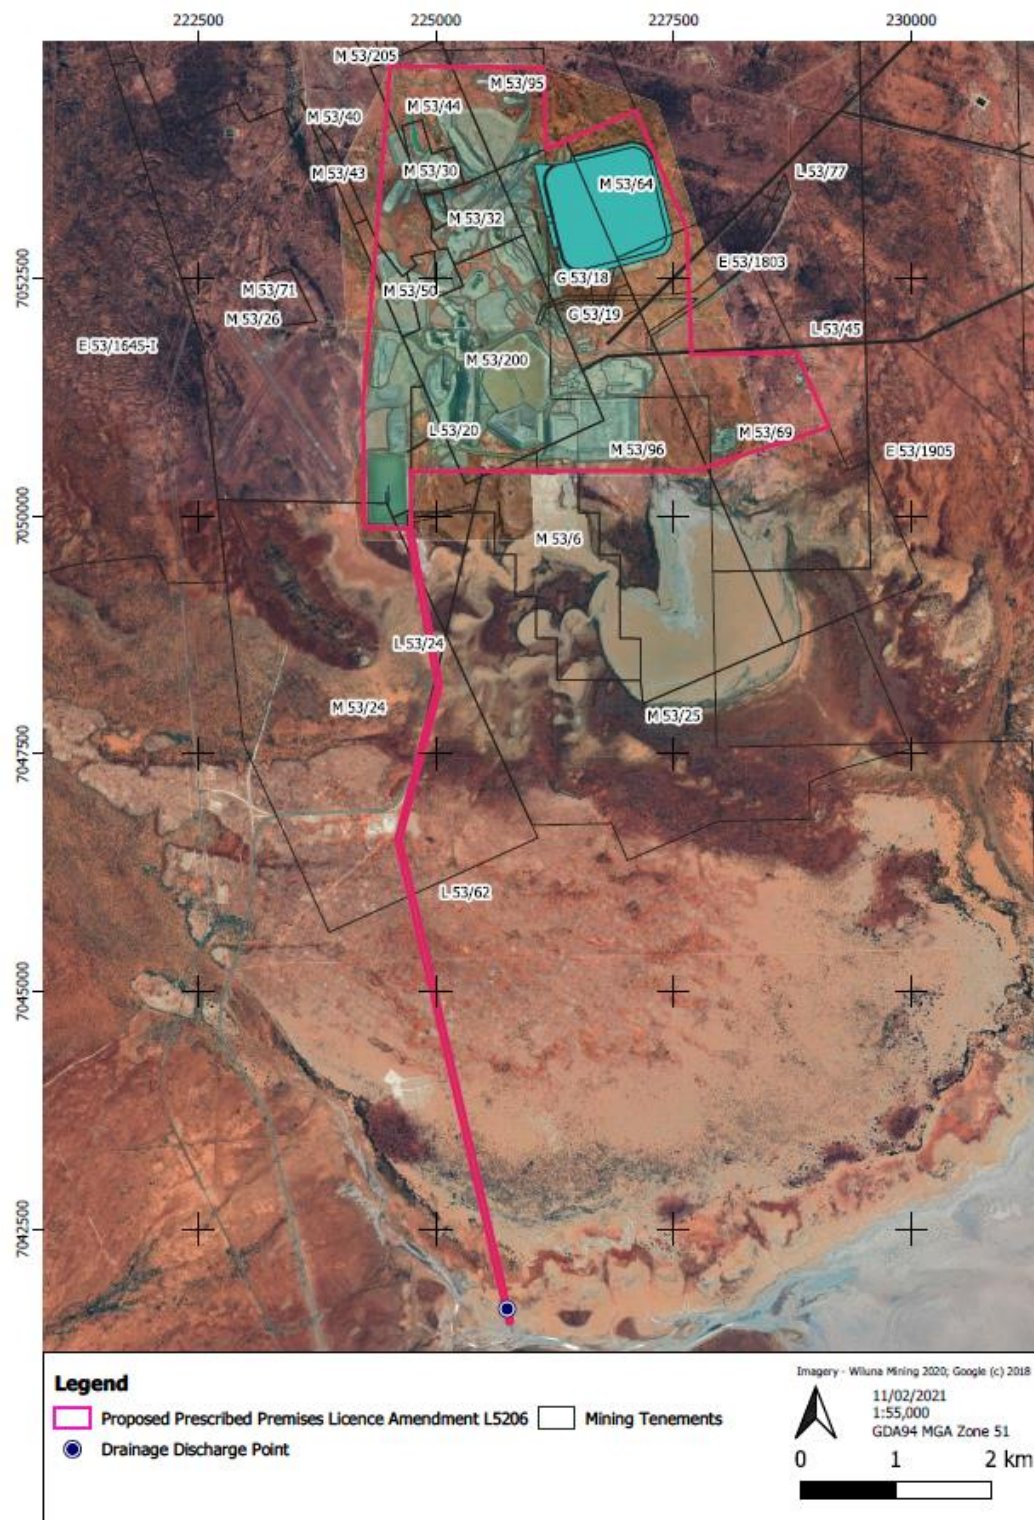 222500
225000
227500
230000
M 53/205
M 53/95
M 53/44
M 53/40
M 53/43
M 53/30
M 53/64
L 53/77
M 53/32
E 53/1803
G 53/18
M 53/71
M 53/50
M 53/26
G 53/19
L 53/45
E 53/1645-I
M 53/200
L 53/20
M 53/69
M 53/96
E 53/1905
M 53/6
L 53/24
M 53/24
M 53/25
L 53/62
7052500
7050000
7047500
7045000
7042500
Legend
Proposed Prescribed Premises Licence Amendment L5206
Mining Tenements
Drainage Discharge Point
Imagery - Wiluna Mining 2020; Google (c) 2018
11/02/2021
1:55,000
GDA94 MGA Zone 51
0 1 2 km